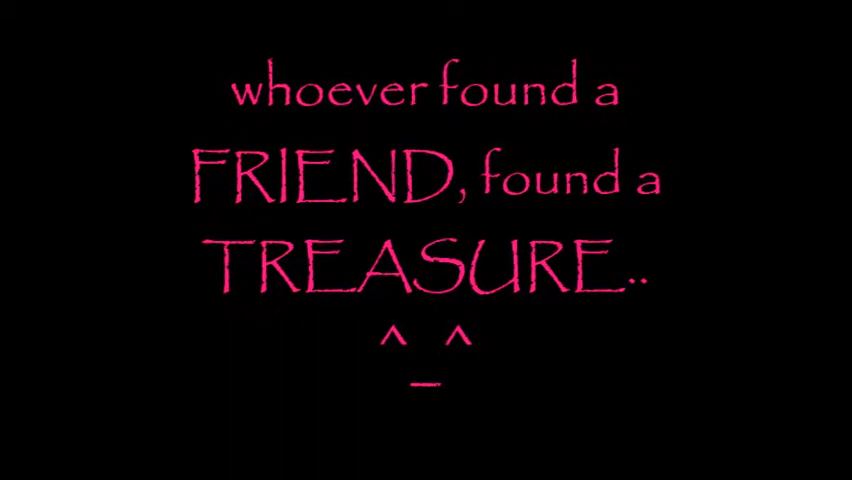 whoever found a
FRIEND, found a
TREASURE..
^_^